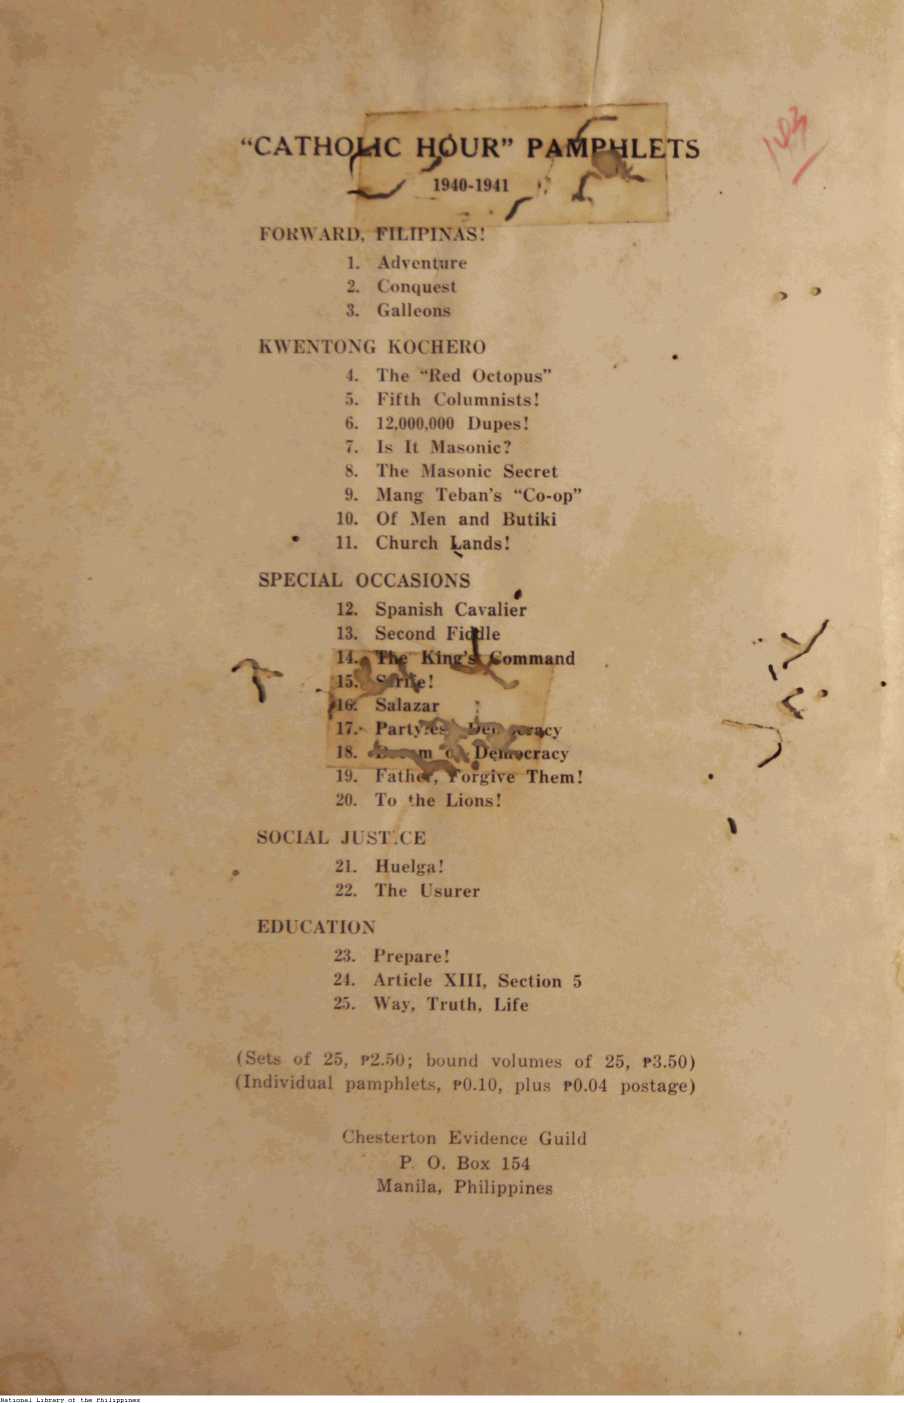 "CATHOLIC HOUR" PAMPHLETS
1940-1941
FORWARD, FILIPINAS!
1. Adventure
2. Conquest
3. Galleons
KWENTONG KOCHERO
4. The "Red Octopus"
5. Fifth Columnists!
6. 12,000,000 Dupes!
7. Is It Masonic?
8. The Masonic Secret
9. Mang Teban's "Co-op"
10. Of Men and Butiki
11. Church Lands!
SPECIAL OCCASIONS
12. Spanish Cavalier
13. Second Fiddle
14. The King's Command
15. Strife!
16. Salazar
17. Democracy
18. Democracy
19. Father, Forgive Them!
20. To the Lions!
SOCIAL JUSTICE
21. Huelga!
22. The Usurer
EDUCATION
23. Prepare!
24. Article XIII, Section 5
25. Way, Truth, Life
(Sets of 25, ₱2.50; bound volumes of 25, ₱3.50)
(Individual pamphlets, ₱0.10, plus ₱0.04 postage)
Chesterton Evidence Guild
P. O. Box 154
Manila, Philippines
National Library of the Philippines